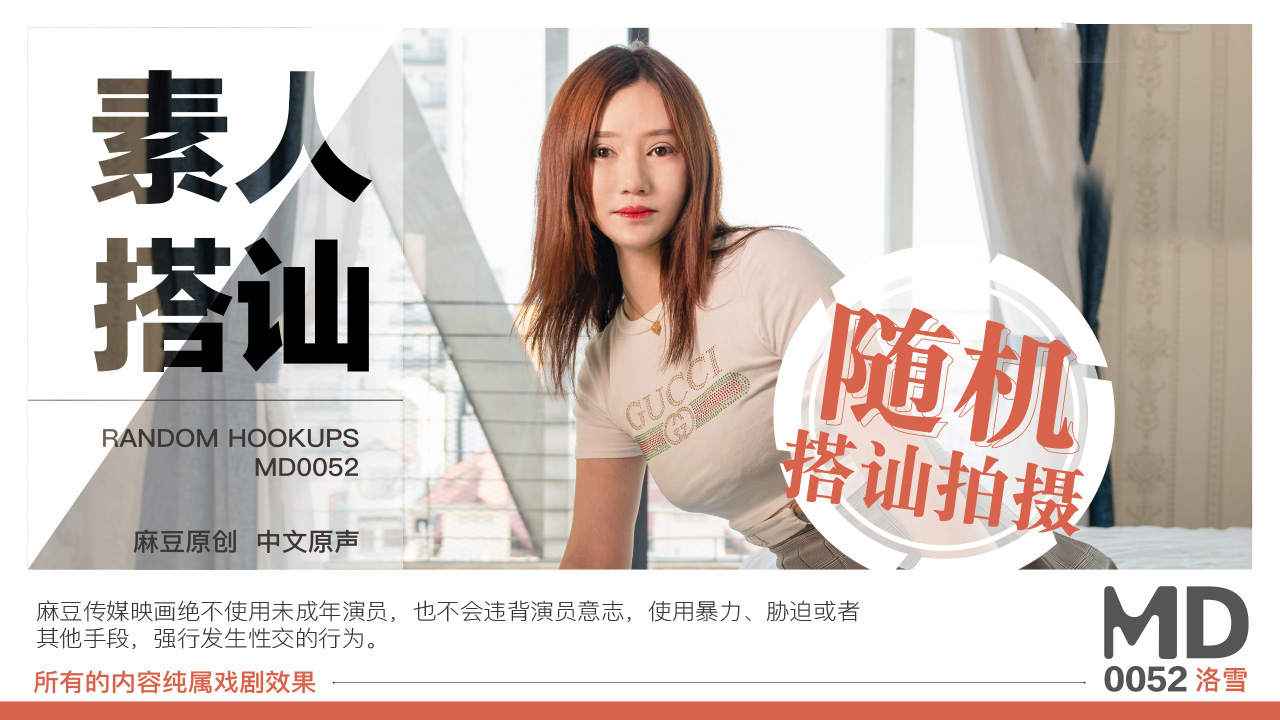 素人
搭讪
RANDOM HOOKUPS
MD0052
麻豆原创 中文原声
GUCCI
随机
搭讪拍摄
麻豆传媒映画绝不使用未成年演员，也不会违背演员意志，使用暴力、胁迫或者
其他手段，强行发生性交的行为。
所有的内容纯属戏剧效果
MD
0052 洛雪